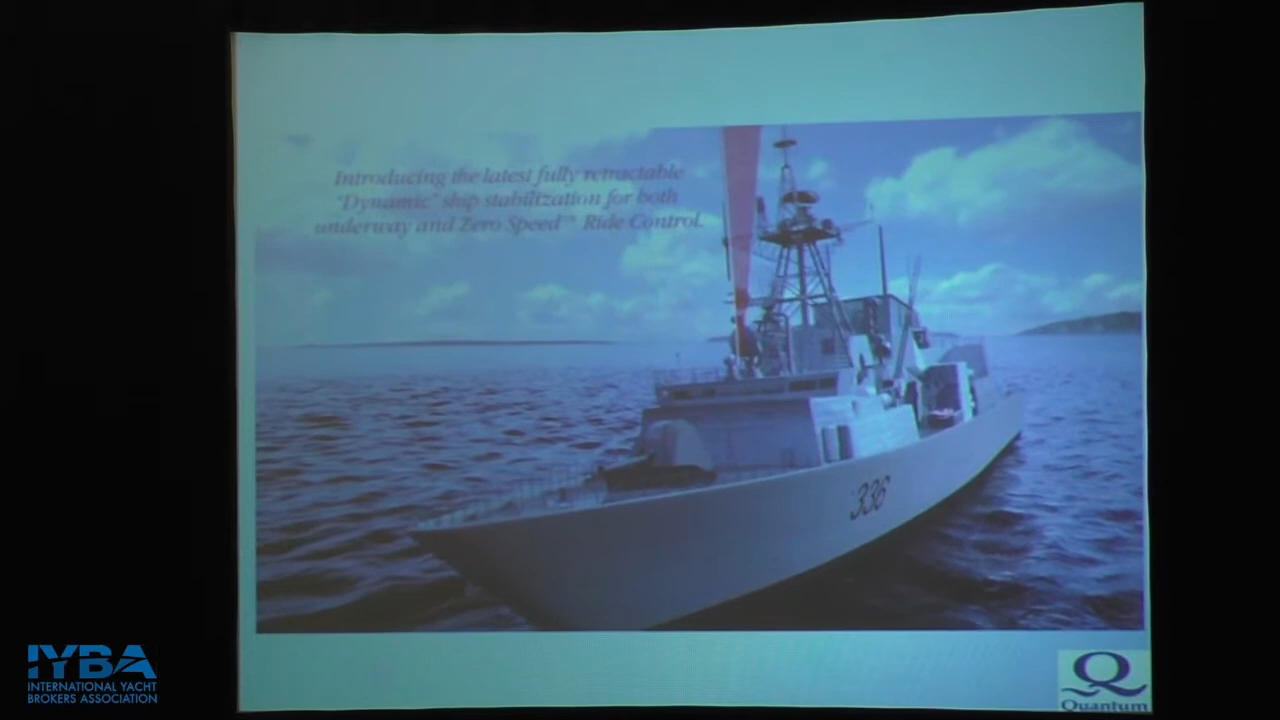 Introducing the latest fully retractable
"Dynamic" ship stabilization for both
underway and Zero Speed™ Ride Control.
336
IYBA
INTERNATIONAL YACHT
BROKERS ASSOCIATION
Q
Quantum